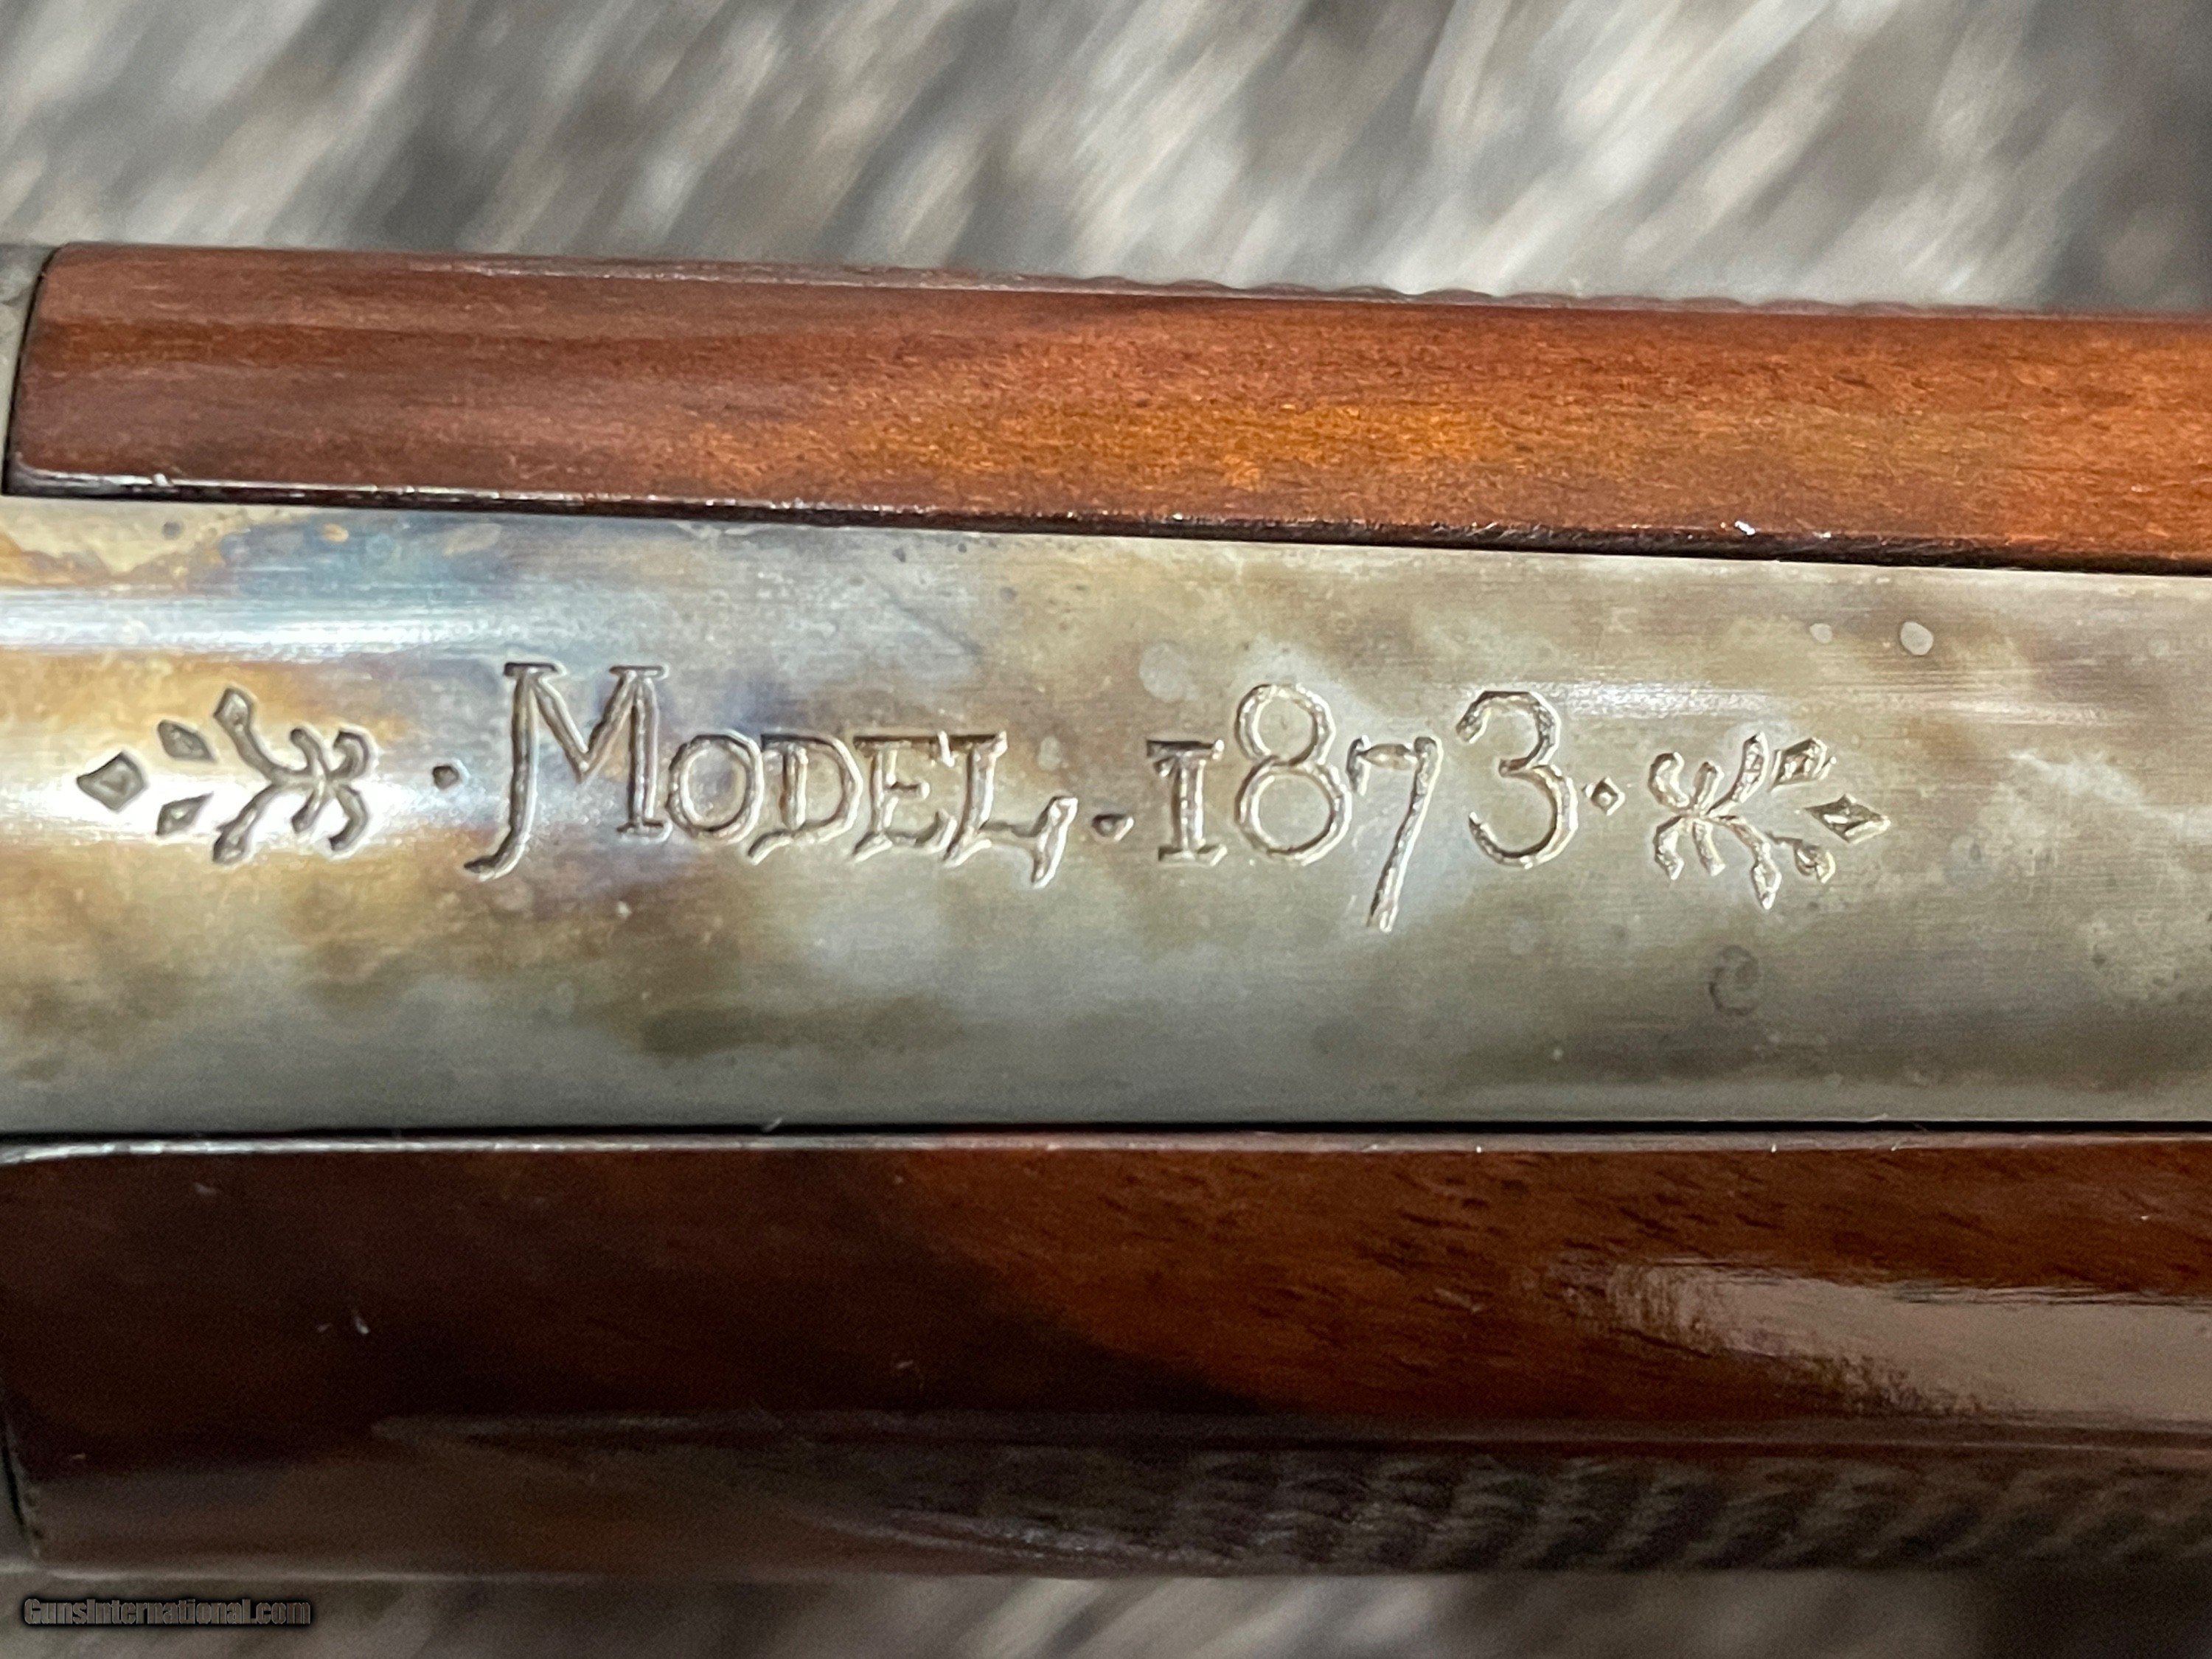 · Model · 1873 ·
GunsInternational.com